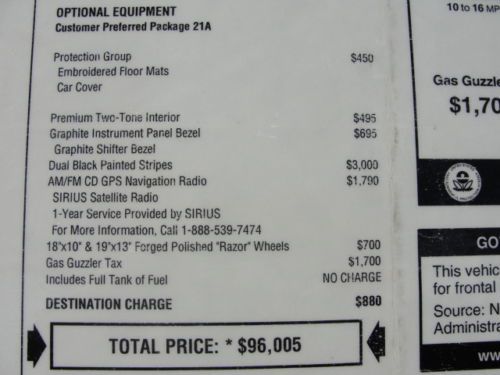 OPTIONAL EQUIPMENT
Customer Preferred Package 21A
Protection Group $450
Embroidered Floor Mats
Car Cover
Premium Two-Tone Interior $495
Graphite Instrument Panel Bezel $695
Graphite Shifter Bezel
Dual Black Painted Stripes $3,000
AM/FM CD GPS Navigation Radio $1,790
SIRIUS Satellite Radio
1-Year Service Provided by SIRIUS
For More Information, Call 1-888-539-7474
18"x10" & 19"x13" Forged Polished "Razor" Wheels $700
Gas Guzzler Tax $1,700
Includes Full Tank of Fuel NO CHARGE
DESTINATION CHARGE $880
TOTAL PRICE: * $96,005
10 to 16 MP
Gas Guzzle
$1,70
GO
This vehic
for frontal
Source: N
Administra
ww